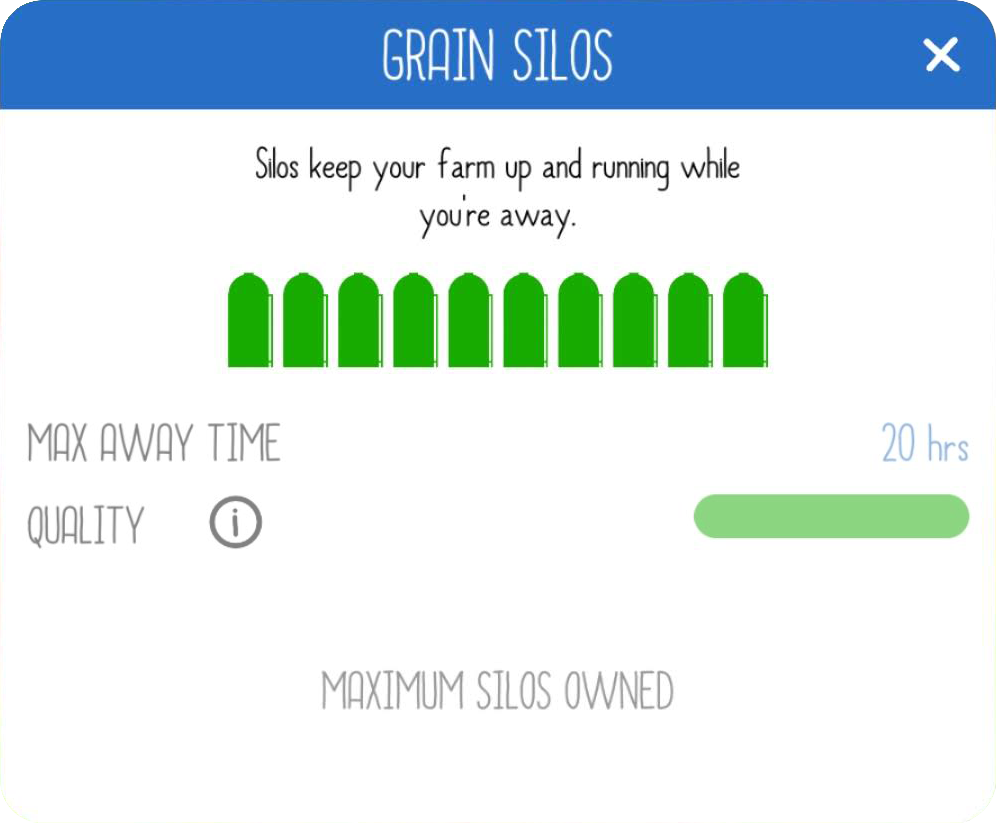 GRAIN SILOS
Silos keep your farm up and running while
you're away.
MAX AWAY TIME
20 hrs
QUALITY
MAXIMUM SILOS OWNED